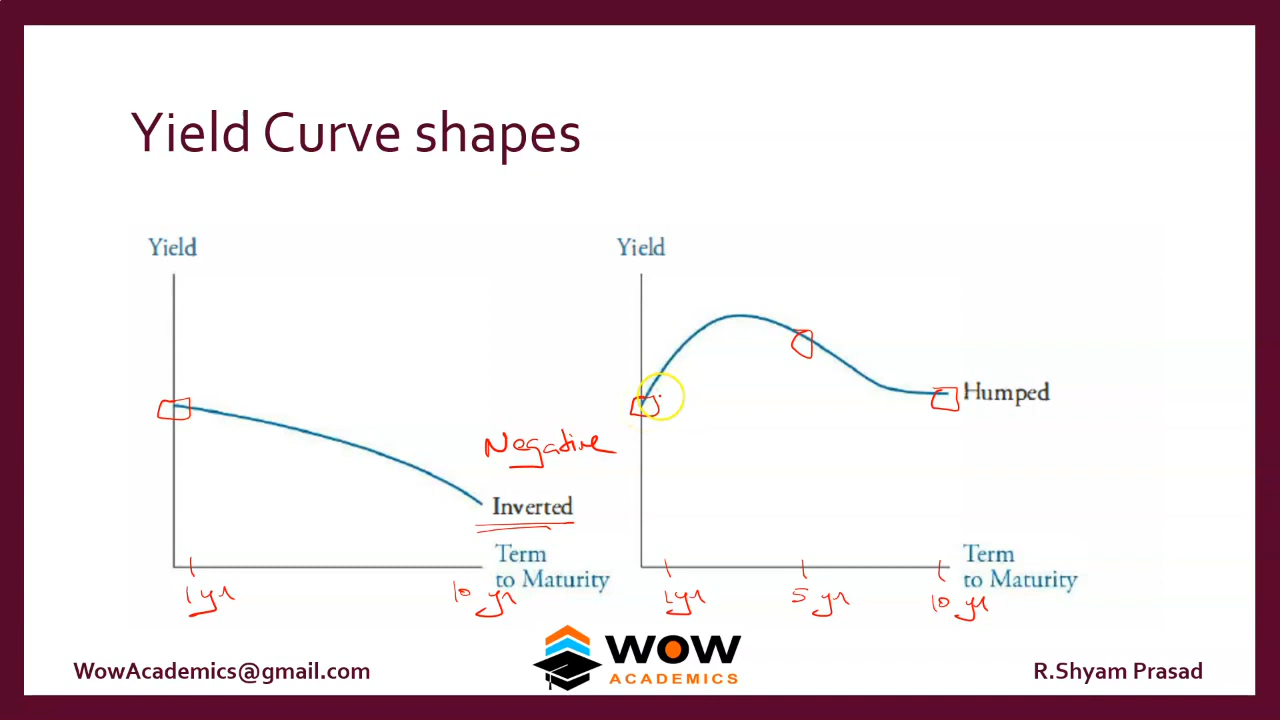 Yield Curve shapes
Yield
Yield
Humped
Negative
Inverted
Term
to Maturity
Term
to Maturity
1 yr
10 yr
1 yr
5 yr
10 yr
WowAcademics@gmail.com
WOW
ACADEMICS
R.Shyam Prasad